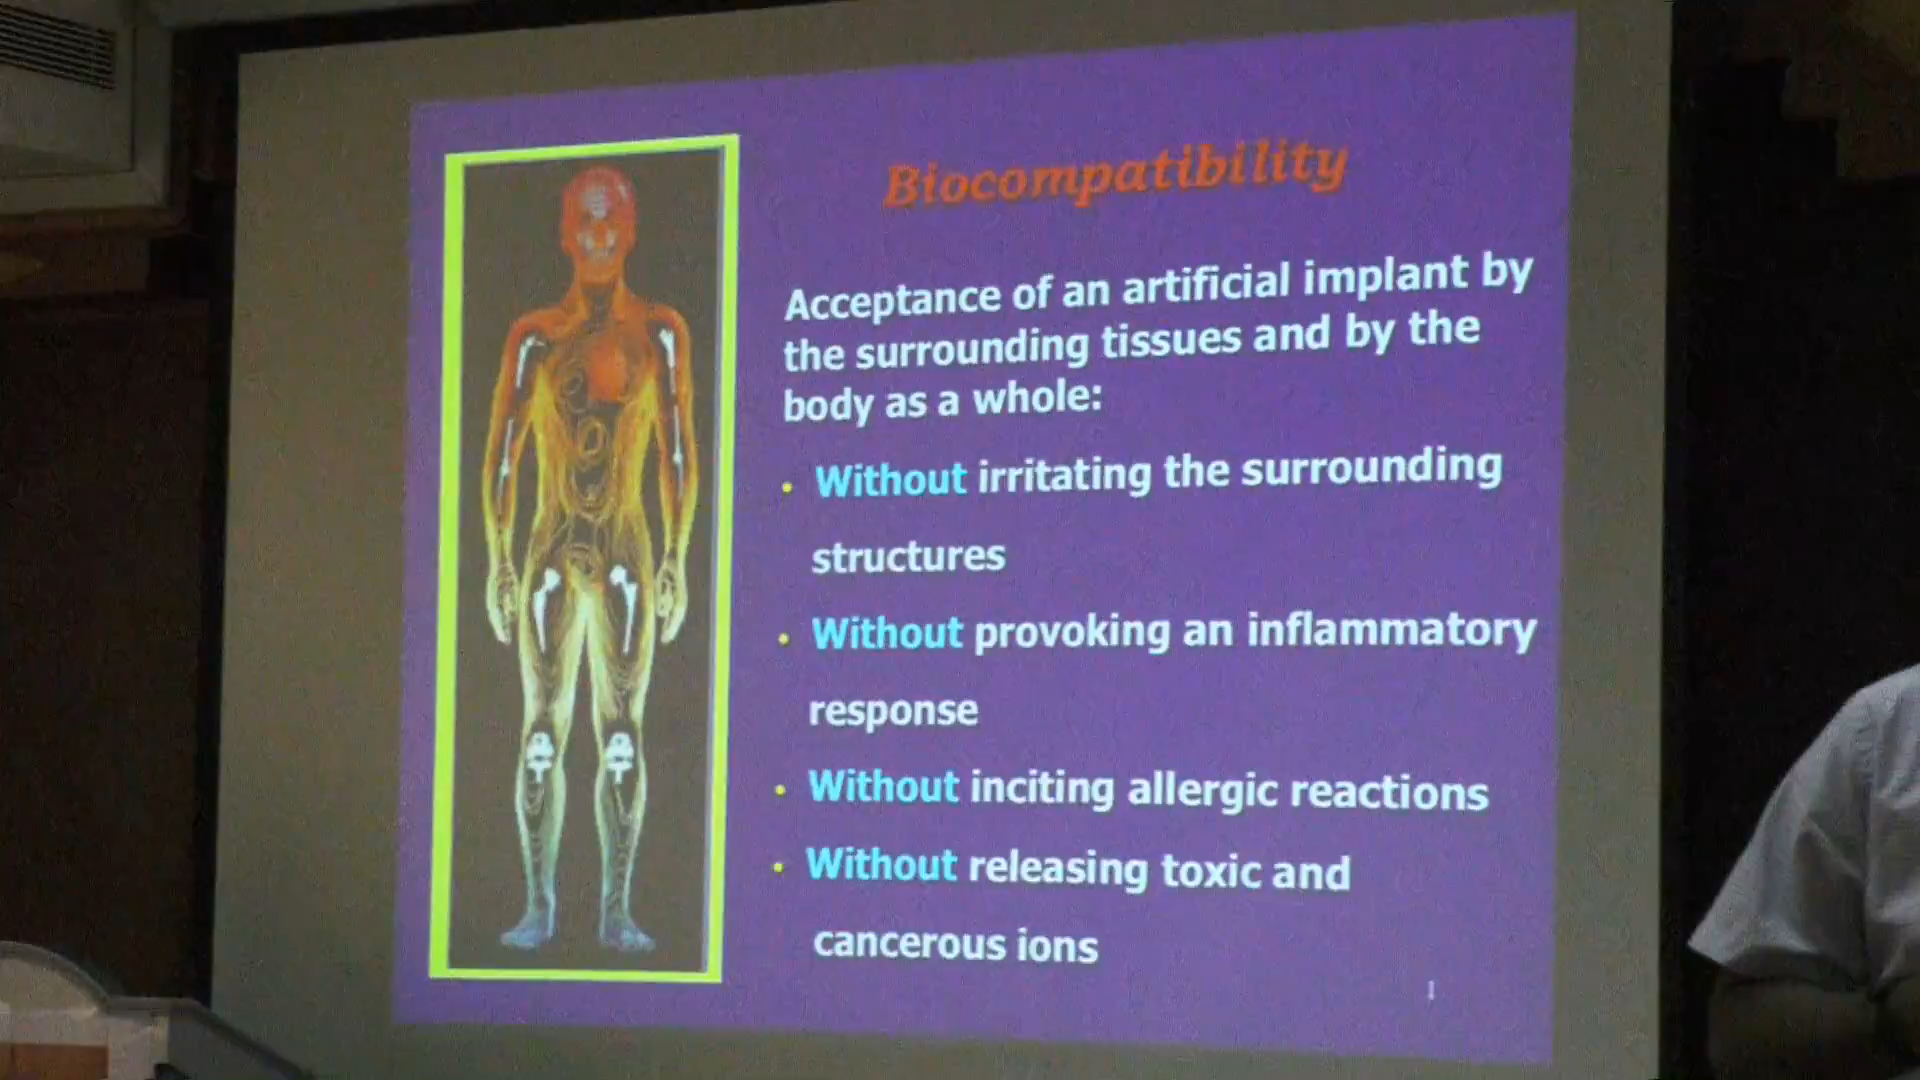 Biocompatibility
Acceptance of an artificial implant by
the surrounding tissues and by the
body as a whole:
• Without irritating the surrounding
structures
• Without provoking an inflammatory
response
• Without inciting allergic reactions
• Without releasing toxic and
cancerous ions